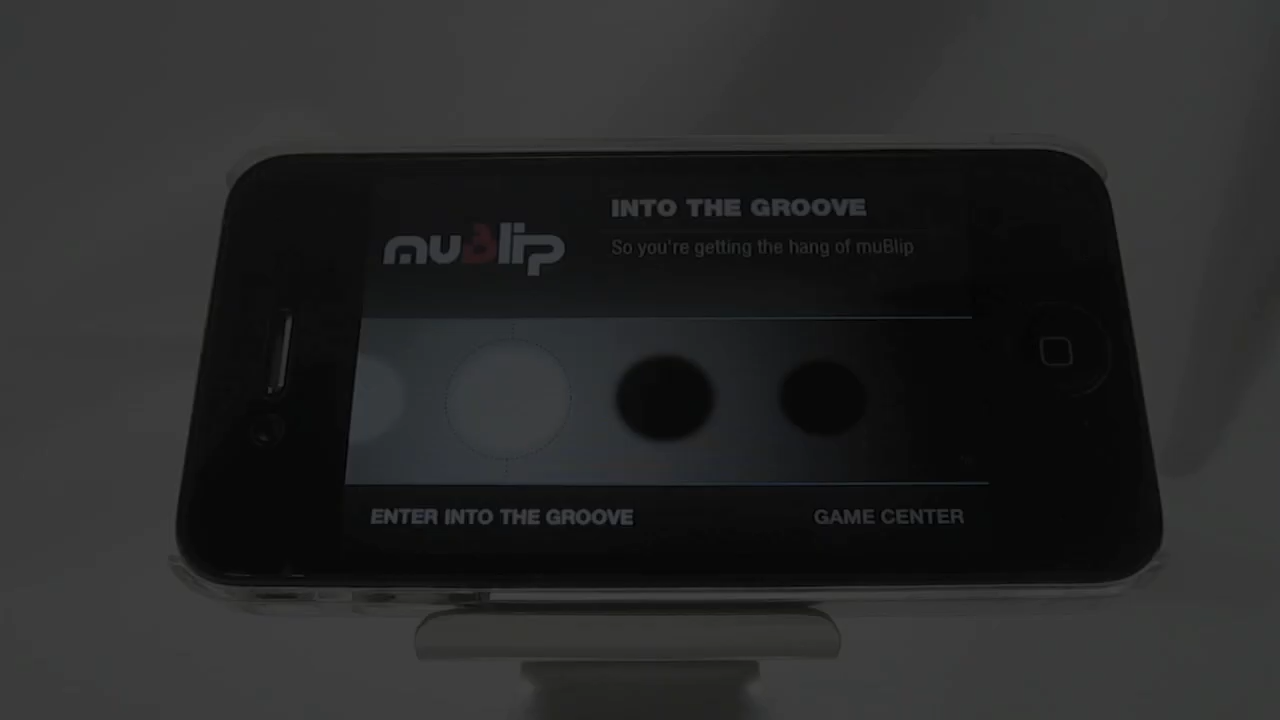 muBlip
INTO THE GROOVE
So you're getting the hang of muBlip
ENTER INTO THE GROOVE
GAME CENTER